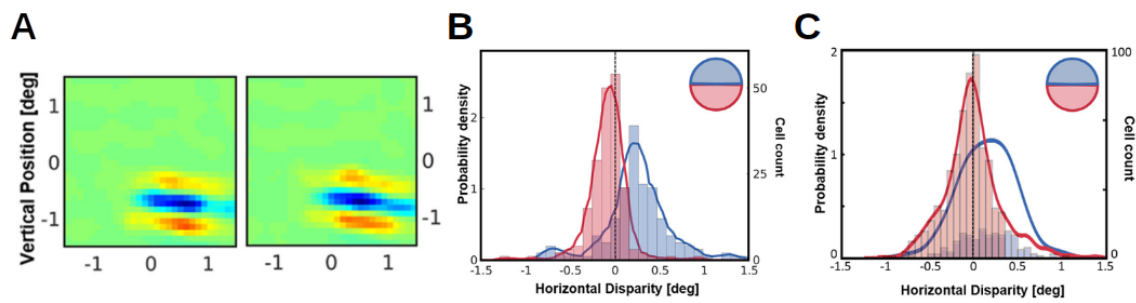 A
Vertical Position [deg]
1
0
-1
-1 0 1
-1 0 1
1
0
-1
B
Probability density
2
1
0
-1.5 -1 -0.5 0 0.5 1 1.5
Horizontal Disparity [deg]
50
25
0
Cell count
C
Probability density
2
1
0
-1.5 -1 -0.5 0 0.5 1 1.5
Horizontal Disparity [deg]
100
0
Cell count